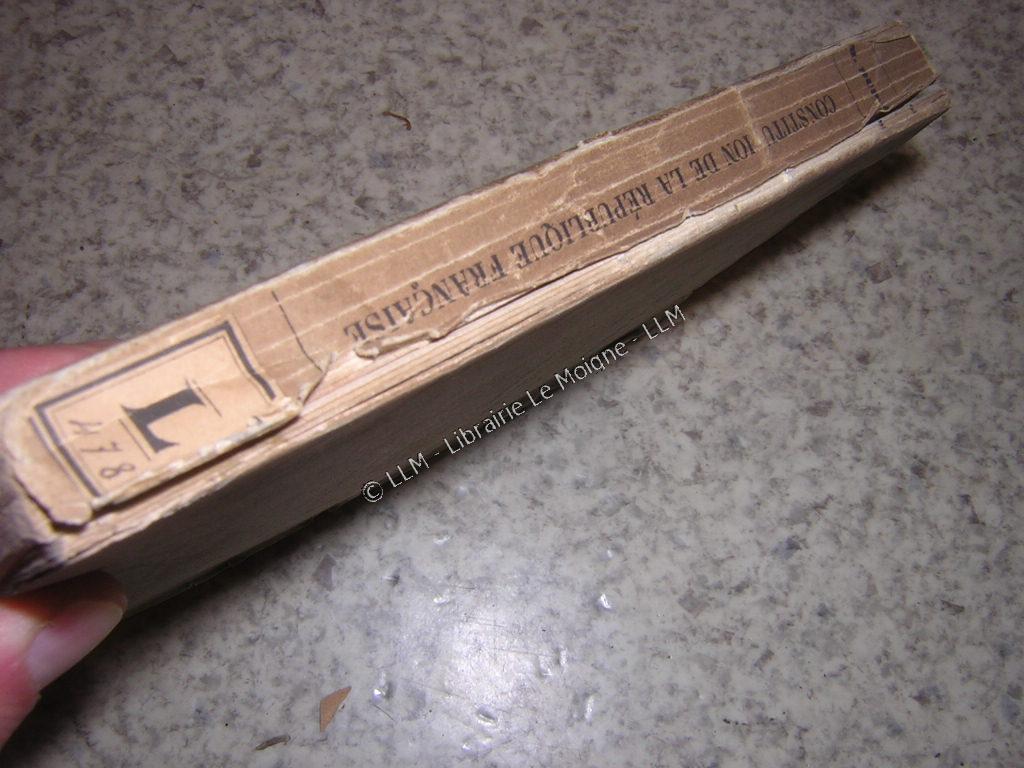 CONSTITU ION DE LA RÉPUBLIQUE FRANÇAISE
L
478
© LLM - Librairie Le Moigne - LLM